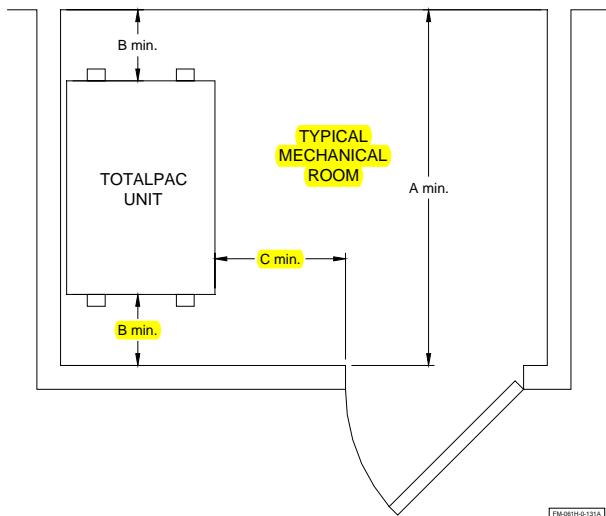 B min.
TYPICAL
MECHANICAL
ROOM
TOTALPAC
UNIT
A min.
C min.
B min.
FM-061H-0-131A